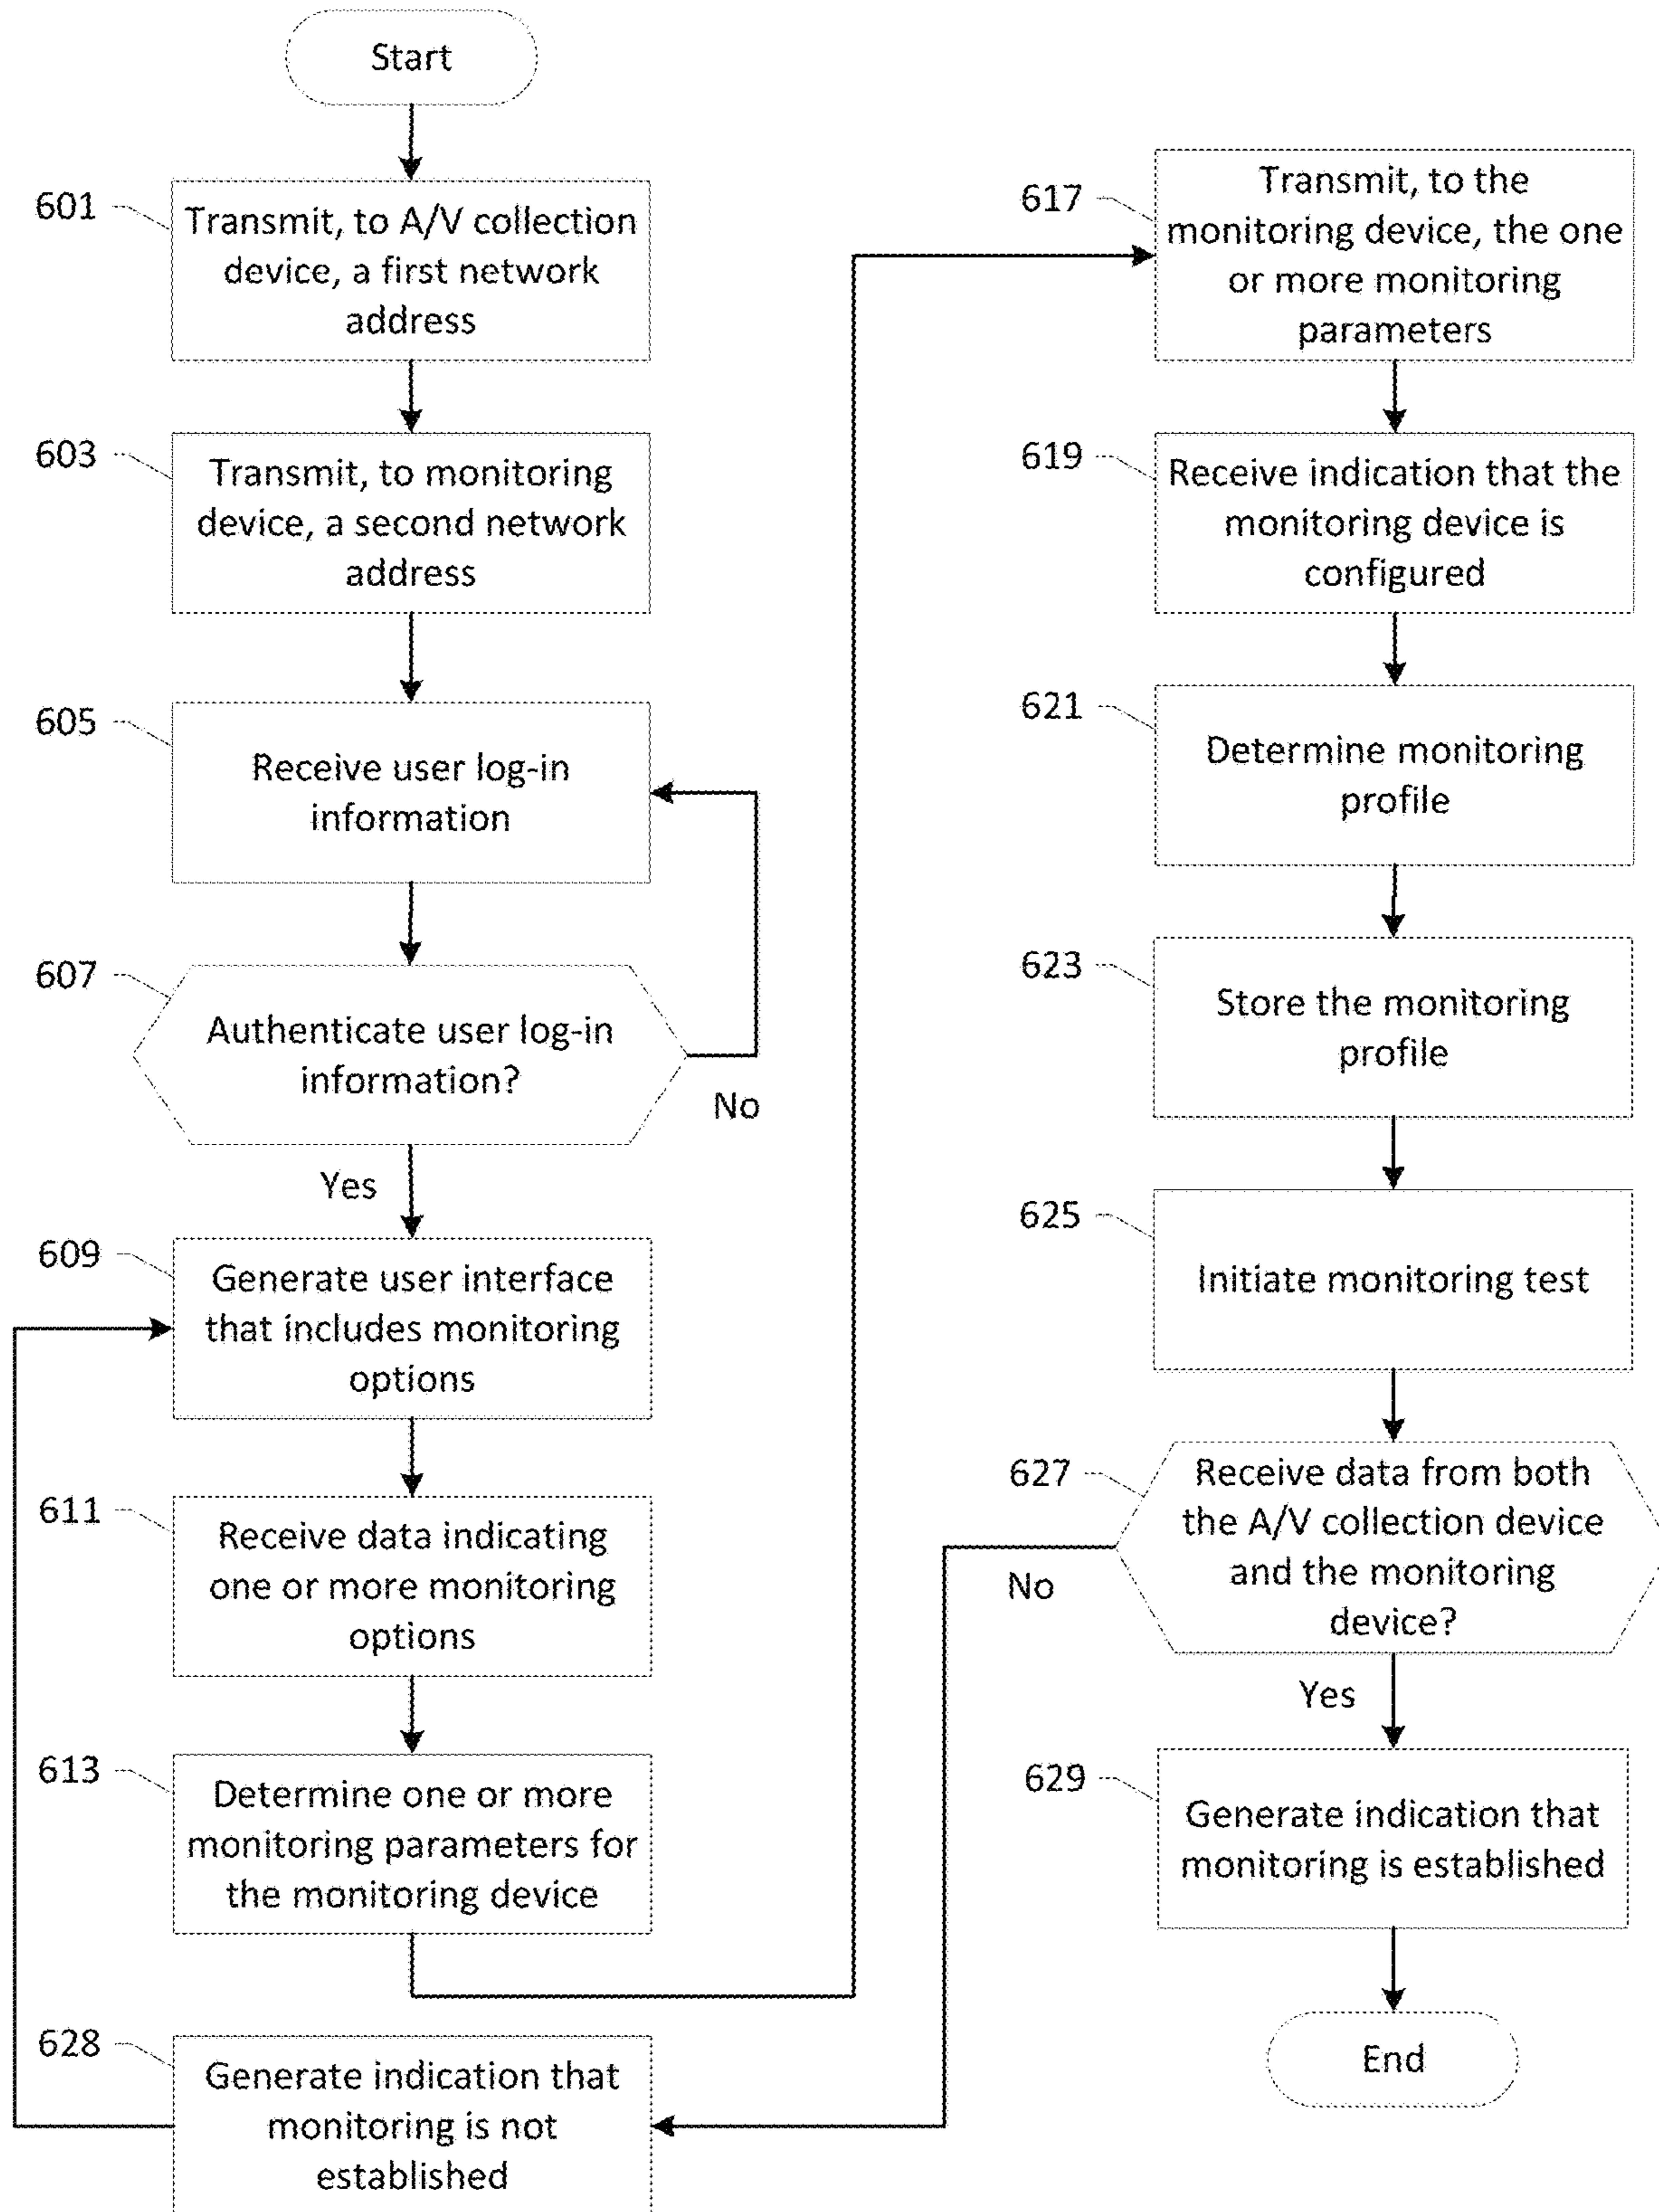 Start
601
Transmit, to A/V collection
device, a first network
address
603
Transmit, to monitoring
device, a second network
address
605
Receive user log-in
information
607
Authenticate user log-in
information?
No
Yes
609
Generate user interface
that includes monitoring
options
611
Receive data indicating
one or more monitoring
options
613
Determine one or more
monitoring parameters for
the monitoring device
628
Generate indication that
monitoring is not
established
617
Transmit, to the
monitoring device, the one
or more monitoring
parameters
619
Receive indication that the
monitoring device is
configured
621
Determine monitoring
profile
623
Store the monitoring
profile
625
Initiate monitoring test
627
Receive data from both
the A/V collection device
and the monitoring
device?
No
Yes
629
Generate indication that
monitoring is established
End